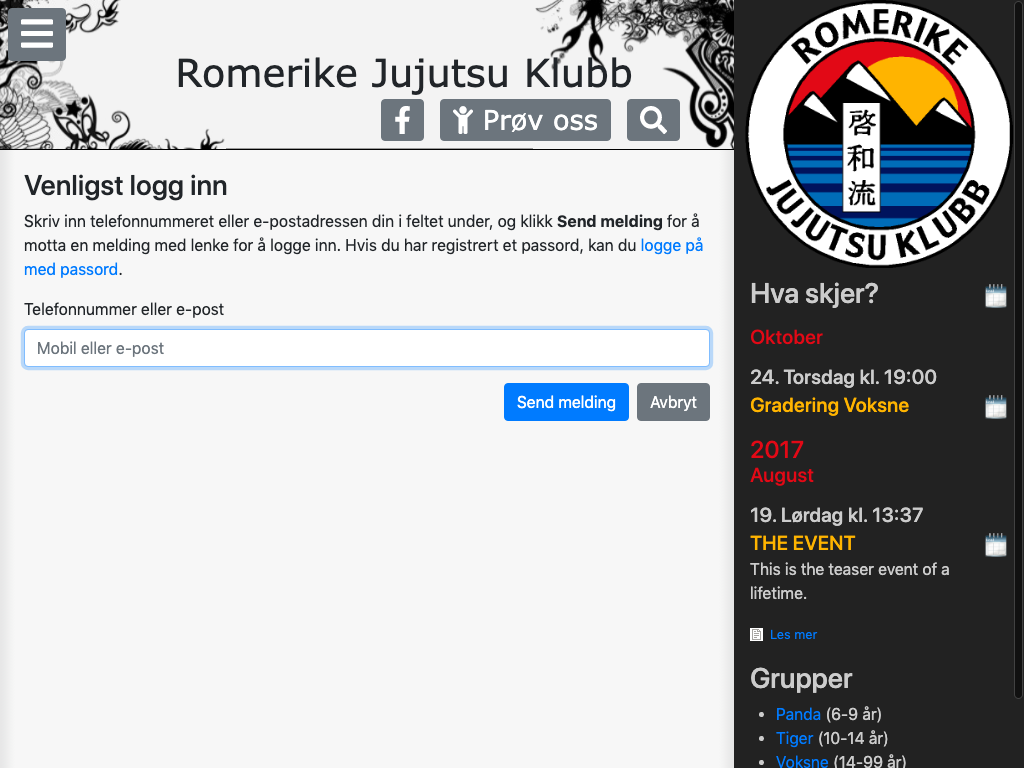 Romerike Jujutsu Klubb
Prøv oss
Venligst logg inn
Skriv inn telefonnummeret eller e-postadressen din i feltet under, og klikk Send melding for å
motta en melding med lenke for å logge inn. Hvis du har registrert et passord, kan du logge på
med passord.
Telefonnummer eller e-post
Mobil eller e-post
Send melding
Avbryt
ROMERIKE
啓
和
流
JUJUTSU KLUBB
Hva skjer?
Oktober
24. Torsdag kl. 19:00
Gradering Voksne
2017
August
19. Lørdag kl. 13:37
THE EVENT
This is the teaser event of a
lifetime.
Les mer
Grupper
• Panda (6-9 år)
• Tiger (10-14 år)
• Voksne (14-99 år)